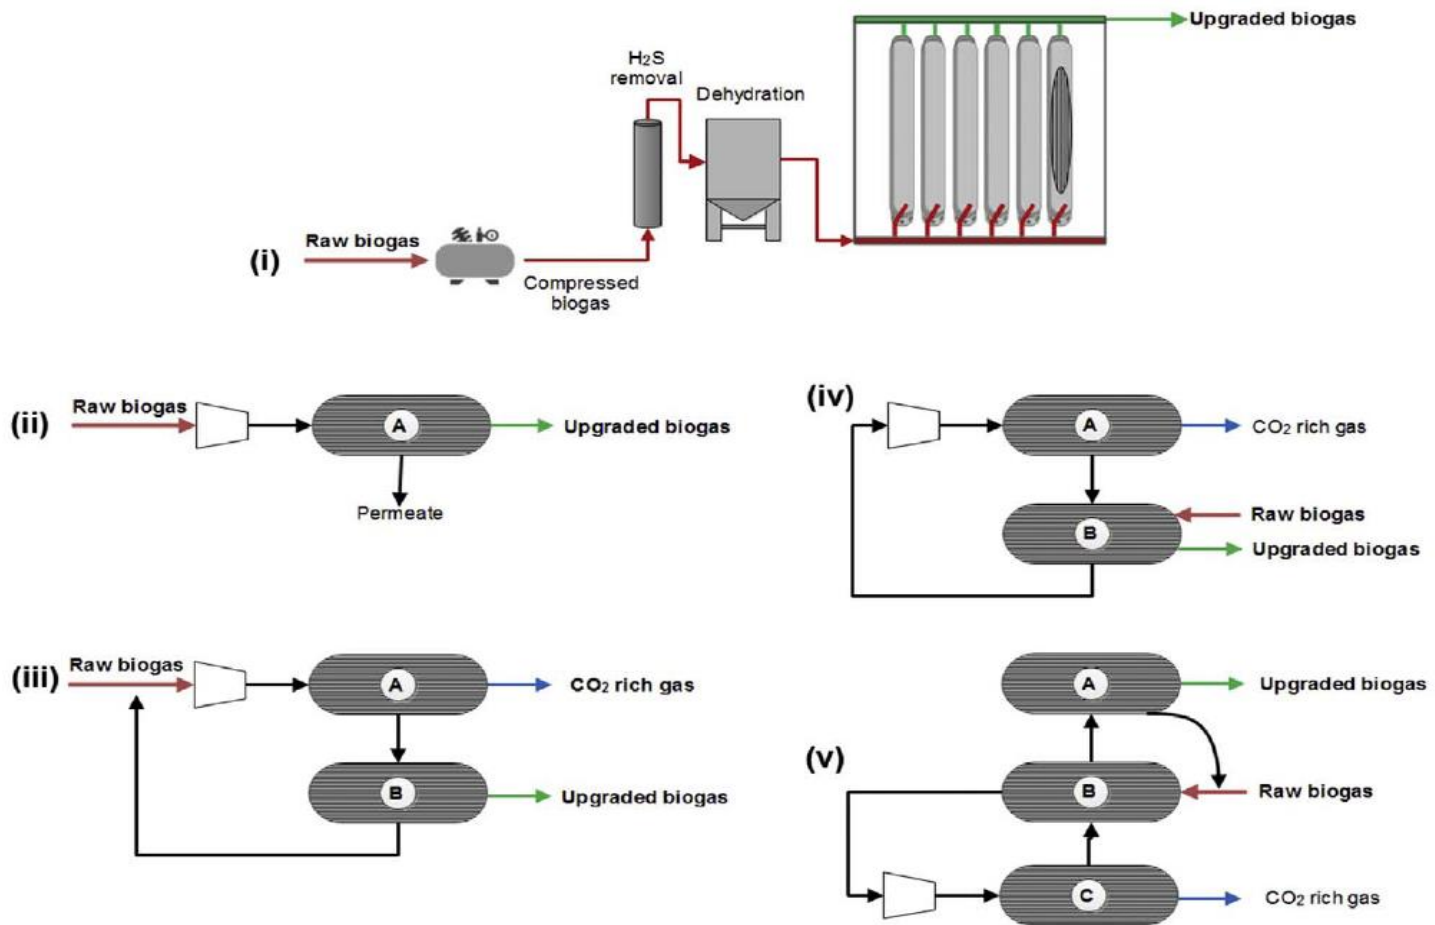 Upgraded biogas
H₂S
removal
Dehydration
Raw biogas
(i)
Compressed
biogas
(ii)
Raw biogas
A
Upgraded biogas
Permeate
(iv)
A
CO₂ rich gas
Raw biogas
B
Upgraded biogas
(iii)
Raw biogas
A
CO₂ rich gas
B
Upgraded biogas
(v)
A
Upgraded biogas
B
Raw biogas
C
CO₂ rich gas